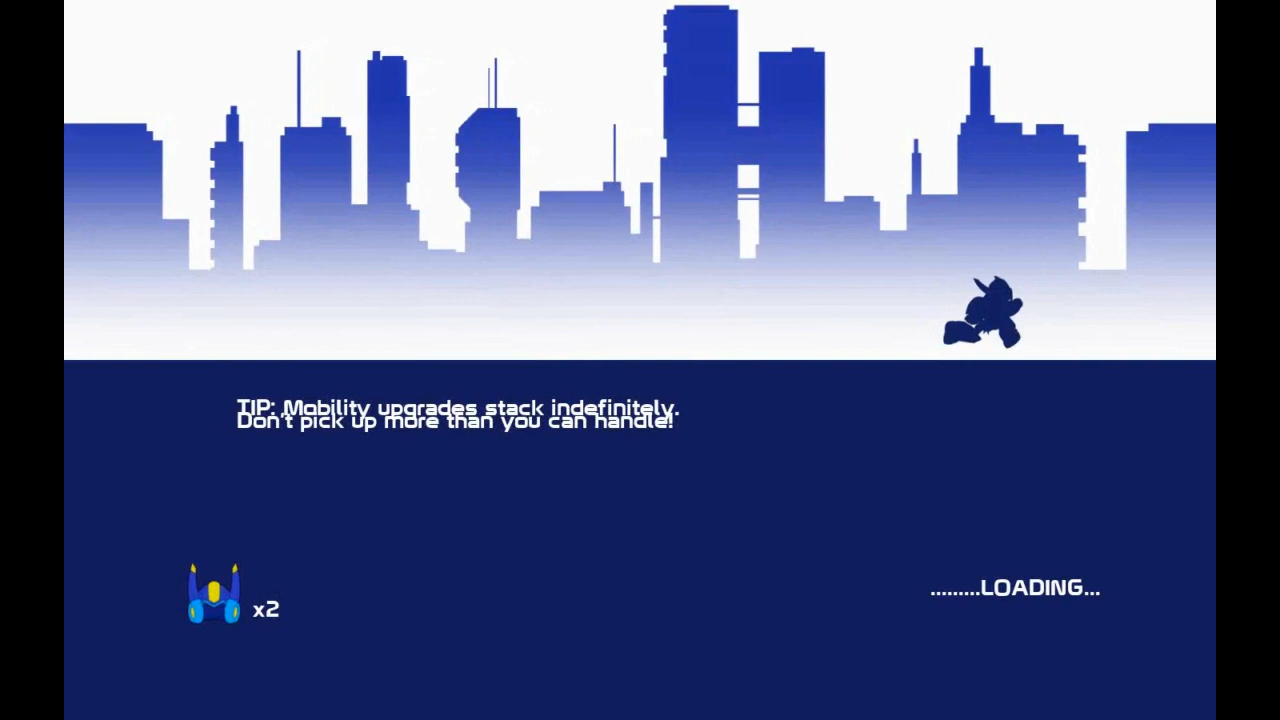 TIP: Mobility upgrades stack indefinitely.
Don't pick up more than you can handle!
x2
.........LOADING...